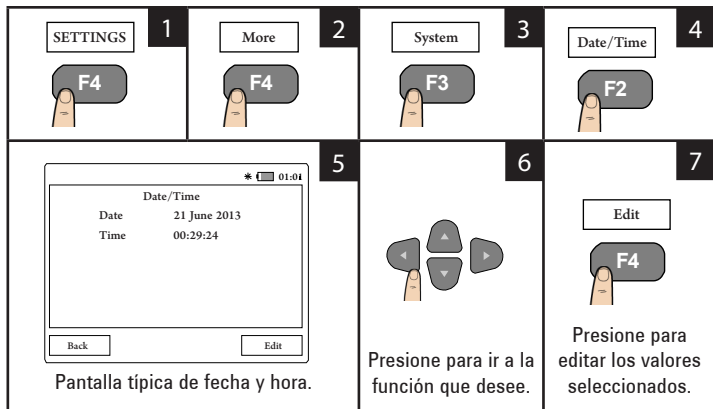 SETTINGS
1
F4
More
2
F4
System
3
F3
Date/Time
4
F2
5
01:01
Date/Time
Date 21 June 2013
Time 00:29:24
Back Edit
Pantalla típica de fecha y hora.
6
Presione para ir a la
función que desee.
7
Edit
F4
Presione para
editar los valores
seleccionados.